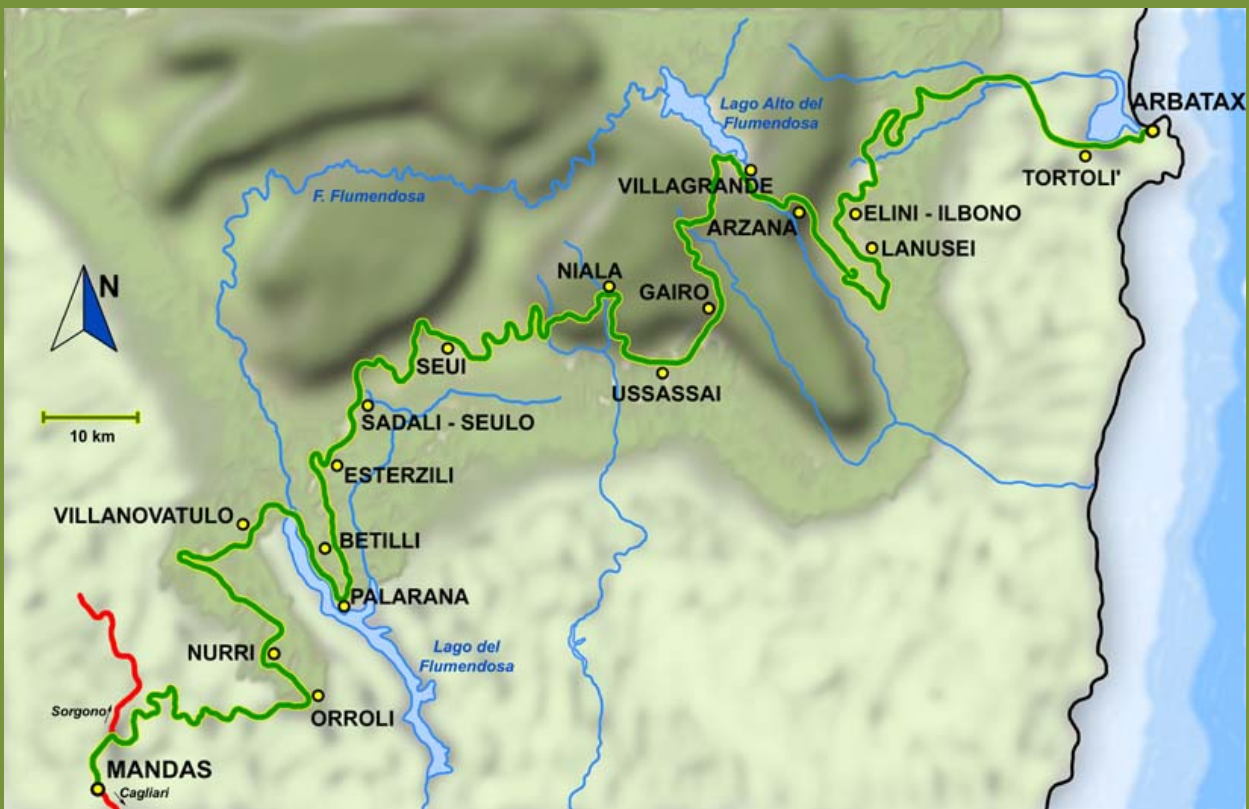 Lago Alto del
Flumendosa
ARBATAX
F. Flumendosa
VILLAGRANDE
TORTOLI'
ARZANA
ELINI - ILBONO
LANUSEI
N
NIALA
GAIRO
SEUI
USSASSAI
10 km
SADALI - SEULO
ESTERZILI
VILLANOVATULO
BETILLI
PALARANA
NURRI
Lago del
Flumendosa
Sorgono
ORROLI
MANDAS
Cagliari